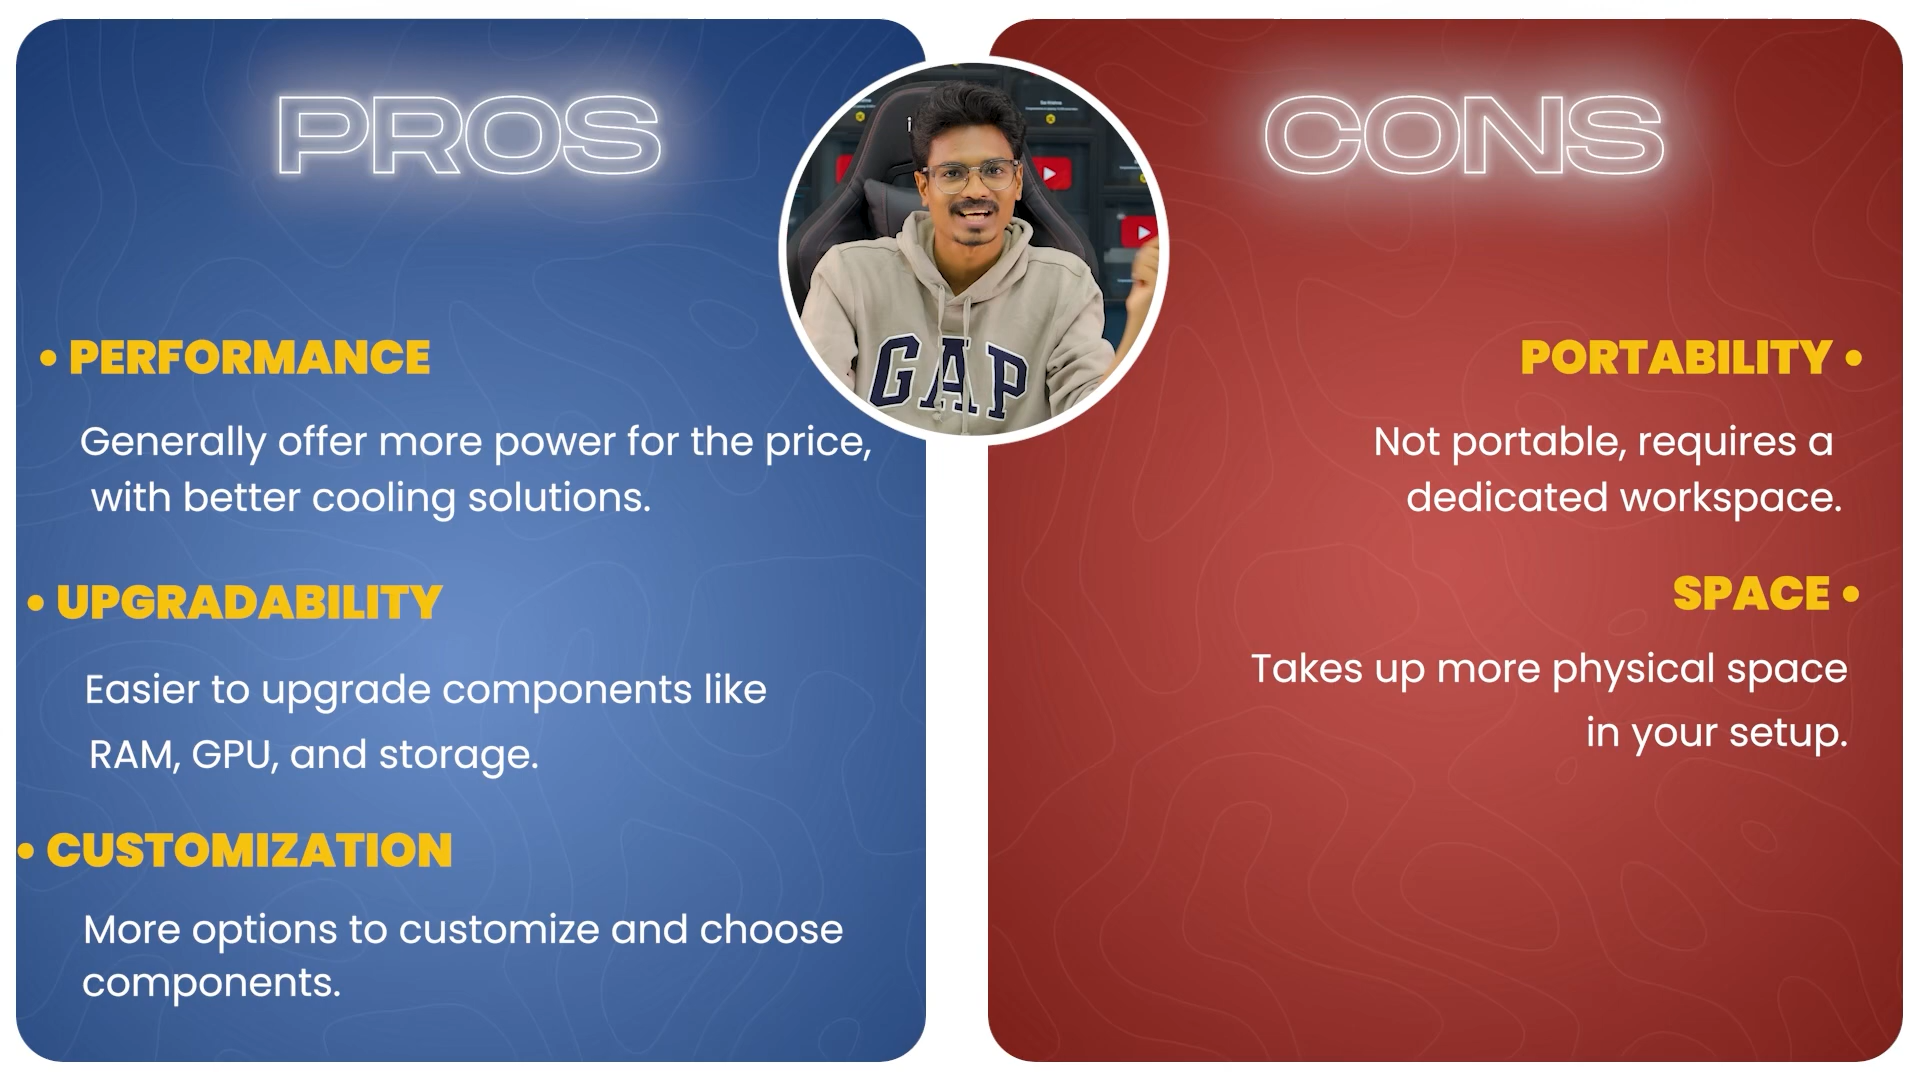 PROS
• PERFORMANCE
Generally offer more power for the price,
with better cooling solutions.
• UPGRADABILITY
Easier to upgrade components like
RAM, GPU, and storage.
• CUSTOMIZATION
More options to customize and choose
components.
GAP
CONS
PORTABILITY •
Not portable, requires a
dedicated workspace.
SPACE •
Takes up more physical space
in your setup.